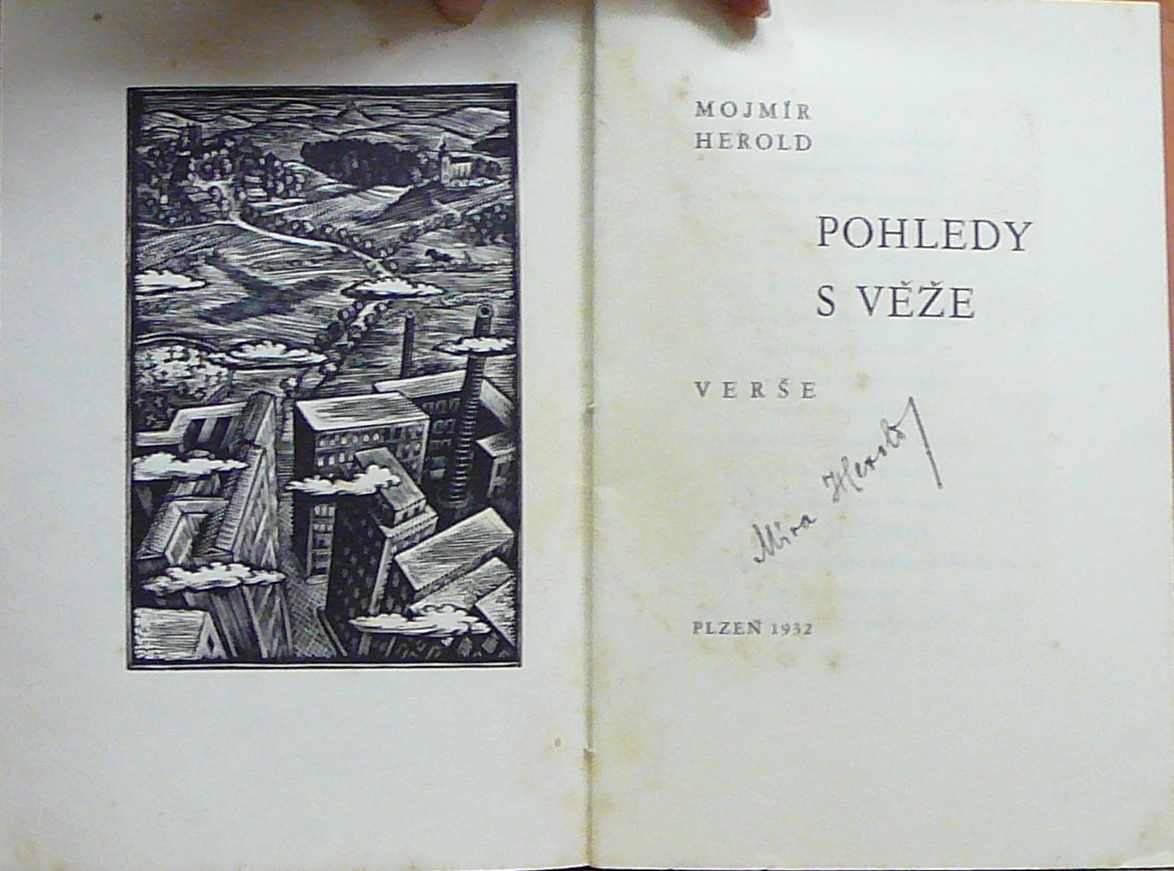 MOJMÍR
HEROLD
POHLEDY
S VĚŽE
VERŠE
Míra Herold
PLZEŇ 1932